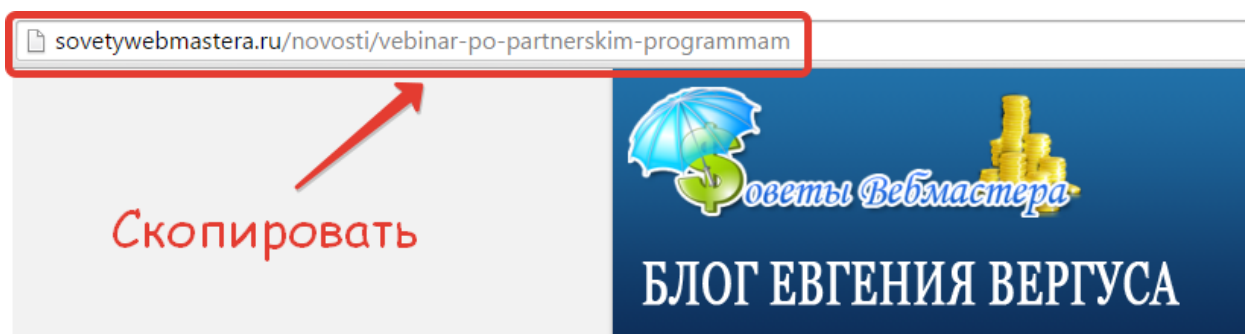 sovetywebmastera.ru/novosti/vebinar-po-partnerskim-programmam
Советы Вебмастера
Скопировать
БЛОГ ЕВГЕНИЯ ВЕРГУСА